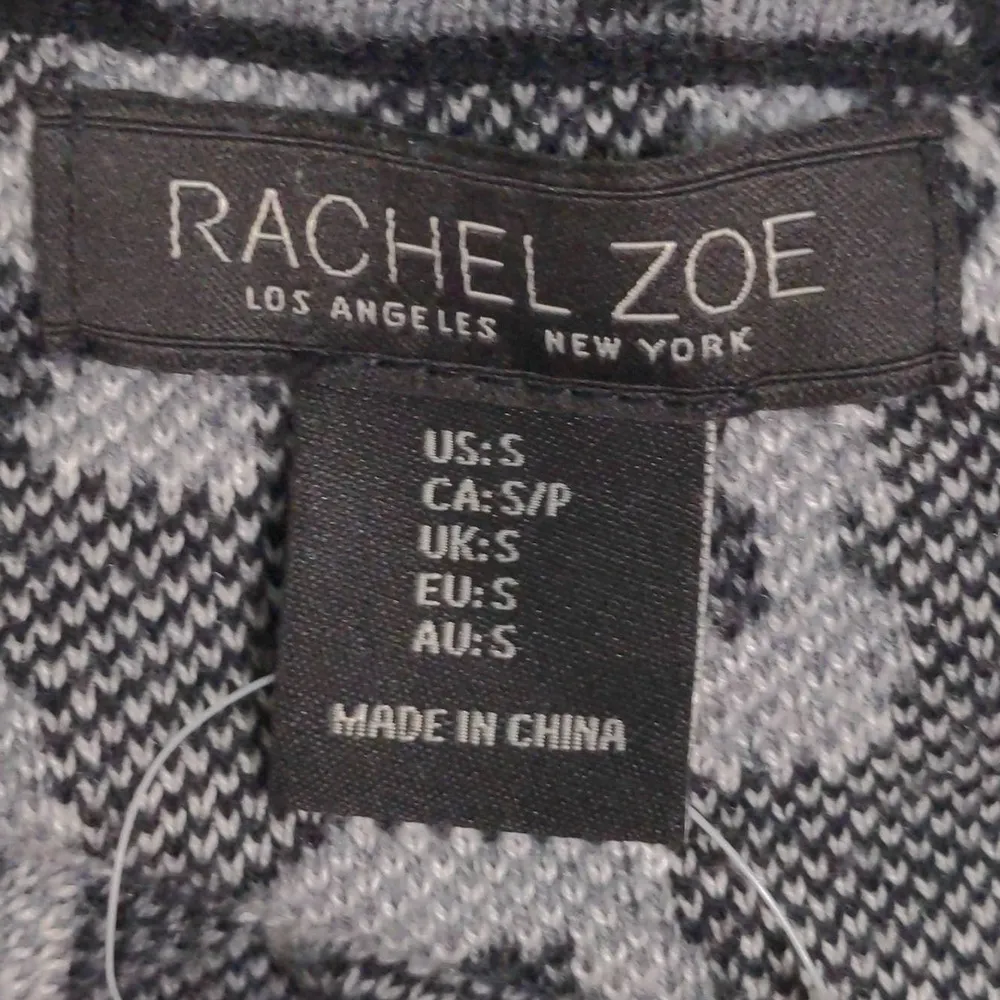 RACHEL ZOE
LOS ANGELES NEW YORK
US: S
CA: S/P
UK: S
EU: S
AU: S
MADE IN CHINA